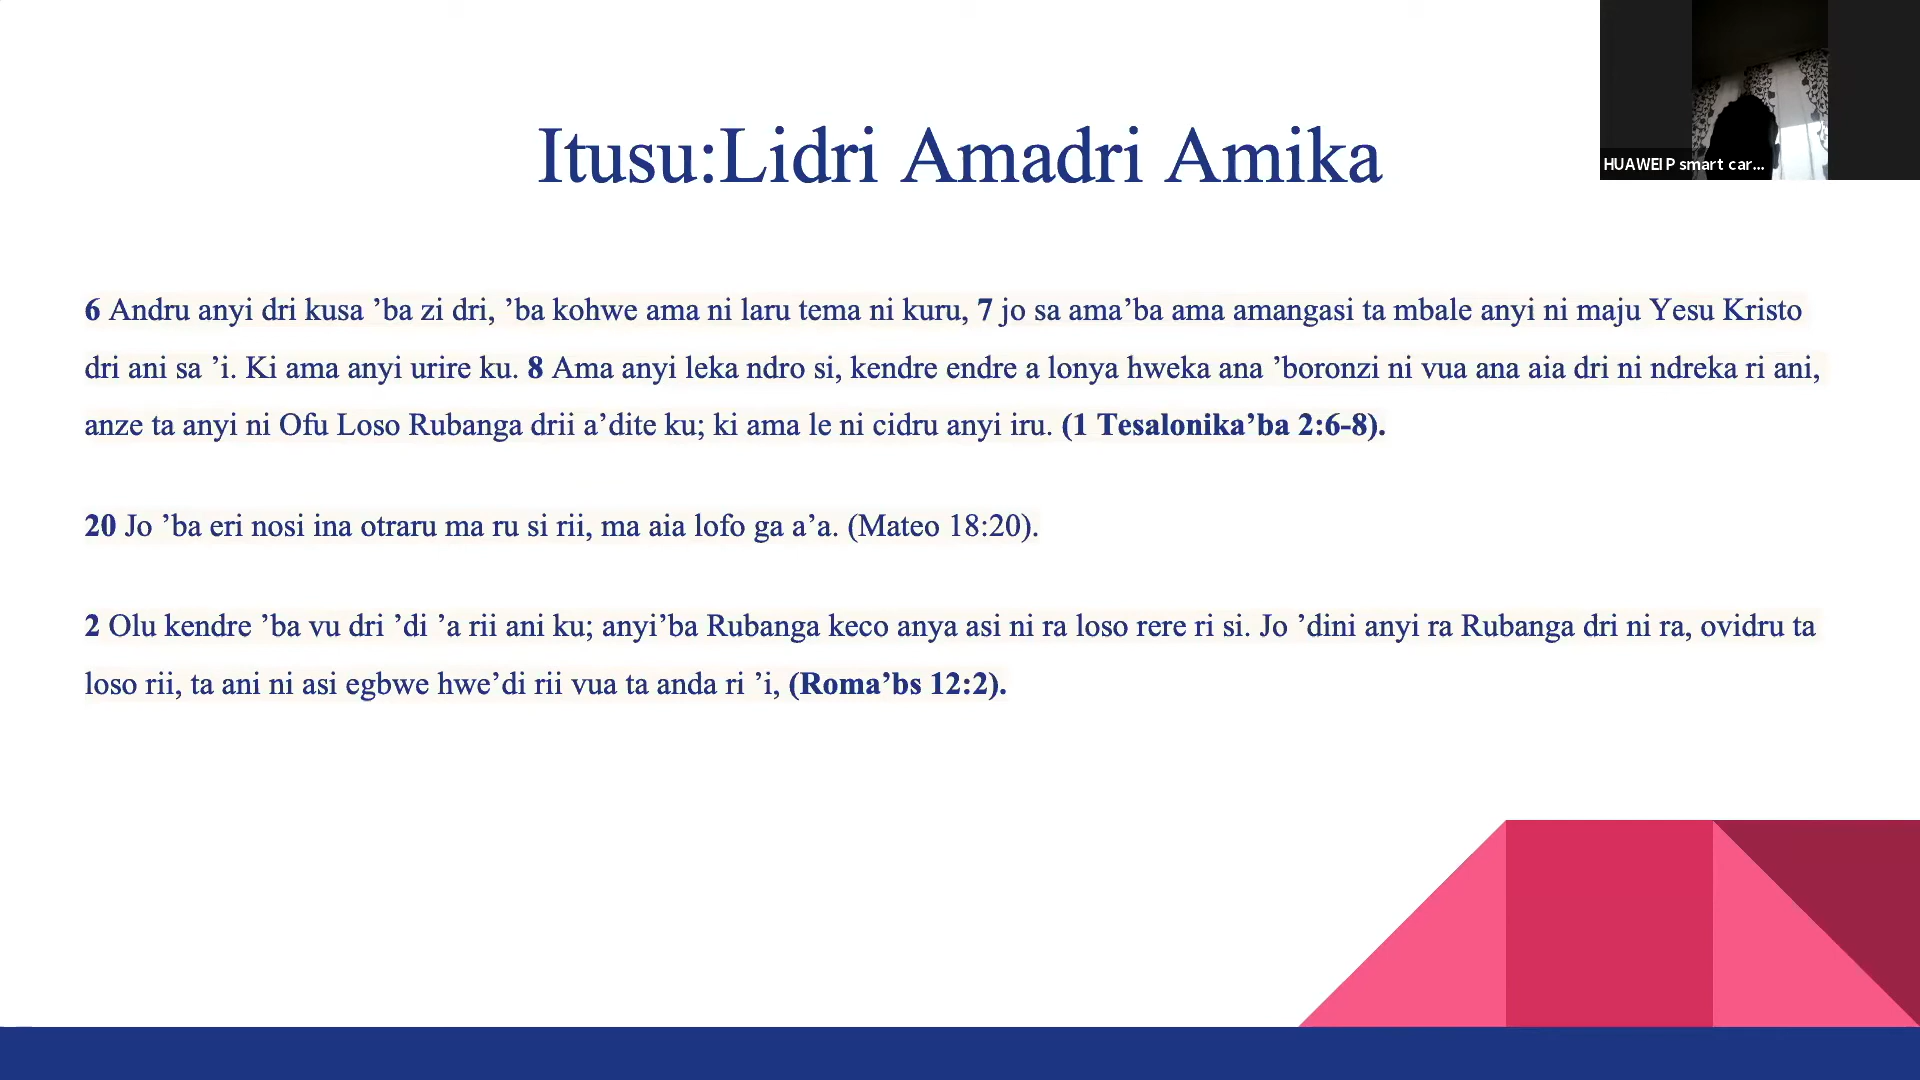 HUAWEI P smart car...
Itusu:Lidri Amadri Amika
6 Andru anyi dri kusa ’ba zi dri, ’ba kohwe ama ni laru tema ni kuru, 7 jo sa ama’ba ama amangasi ta mbale anyi ni maju Yesu Kristo
dri ani sa ’i. Ki ama anyi urire ku. 8 Ama anyi leka ndro si, kendre endre a lonya hweka ana ’boronzi ni vua ana aia dri ni ndreka ri ani,
anze ta anyi ni Ofu Loso Rubanga drii a’dite ku; ki ama le ni cidru anyi iru. (1 Tesalonika’ba 2:6-8).
20 Jo ’ba eri nosi ina otraru ma ru si rii, ma aia lofo ga a’a. (Mateo 18:20).
2 Olu kendre ’ba vu dri ’di ’a rii ani ku; anyi’ba Rubanga keco anya asi ni ra loso rere ri si. Jo ’dini anyi ra Rubanga dri ni ra, ovidru ta
loso rii, ta ani ni asi egbwe hwe’di rii vua ta anda ri ’i, (Roma’bs 12:2).